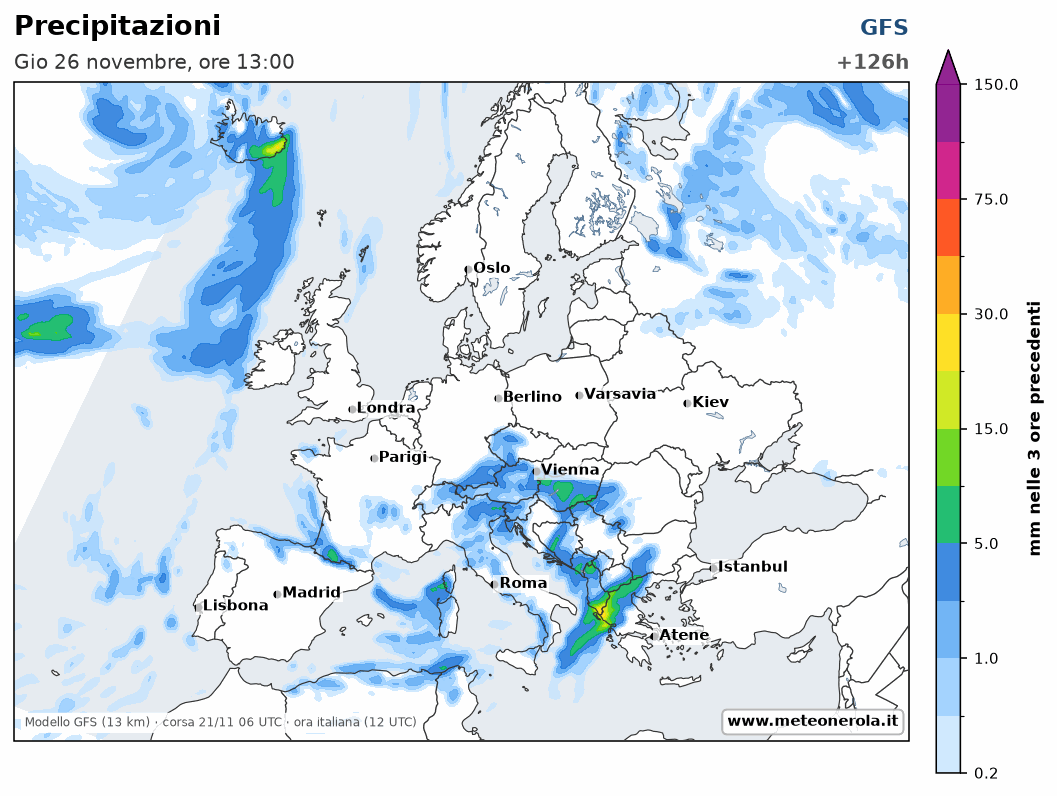 Precipitazioni
GFS
Gio 26 novembre, ore 13:00
+126h
150.0
75.0
30.0
15.0
5.0
1.0
0.2
mm nelle 3 ore precedenti
Oslo
Berlino
Varsavia
Kiev
Londra
Parigi
Vienna
Istanbul
Roma
Madrid
Lisbona
Atene
Modello GFS (13 km) · corsa 21/11 06 UTC · ora italiana (12 UTC)
www.meteonerola.it